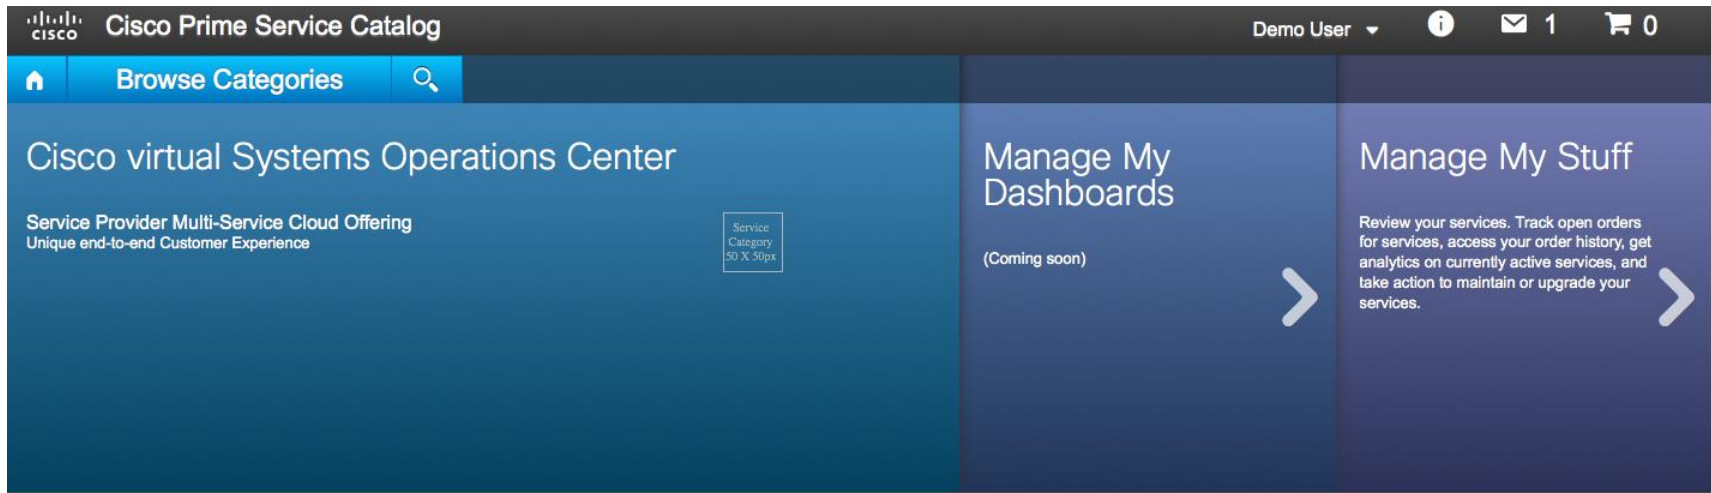 cisco
Cisco Prime Service Catalog
Demo User
1
0
Browse Categories
Cisco virtual Systems Operations Center
Service Provider Multi-Service Cloud Offering
Unique end-to-end Customer Experience
Service
Category
50 X 50px
Manage My
Dashboards
(Coming soon)
Manage My Stuff
Review your services. Track open orders
for services, access your order history, get
analytics on currently active services, and
take action to maintain or upgrade your
services.